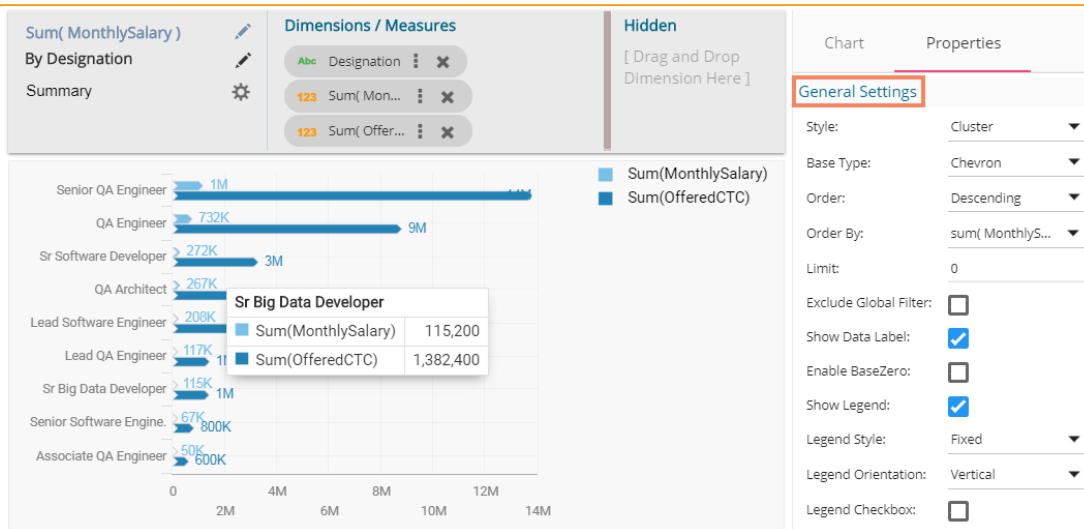 Sum( MonthlySalary )
By Designation
Summary
Dimensions / Measures
Abc Designation
123 Sum( Mon...
123 Sum( Offer...
Hidden
[ Drag and Drop
Dimension Here ]
Chart Properties
General Settings
Style: Cluster
Base Type: Chevron
Order: Descending
Order By: sum( MonthlyS...
Limit: 0
Exclude Global Filter:
Show Data Label:
Enable BaseZero:
Show Legend:
Legend Style: Fixed
Legend Orientation: Vertical
Legend Checkbox:
Sum(MonthlySalary)
Sum(OfferedCTC)
Senior QA Engineer 1M
QA Engineer 732K 9M
Sr Software Developer 272K 3M
QA Architect 267K
Lead Software Engineer 208K
Lead QA Engineer 117K
Sr Big Data Developer 115K 1M
Senior Software Engine. 67K 800K
Associate QA Engineer 50K 600K
Sr Big Data Developer
Sum(MonthlySalary) 115,200
Sum(OfferedCTC) 1,382,400
0 4M 8M 12M
2M 6M 10M 14M